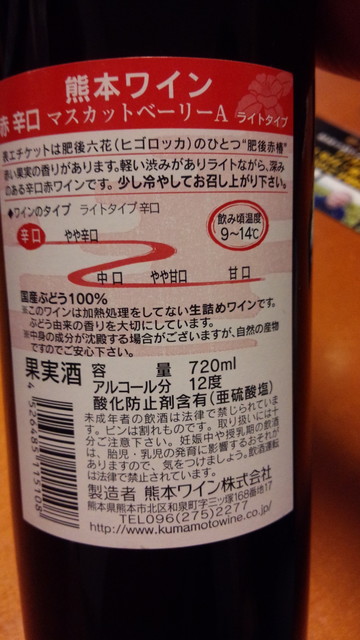 熊本ワイン
赤 辛口 マスカットベーリーA ライトタイプ
表エチケットは肥後六花(ヒゴロッカ)のひとつ"肥後赤椿"
赤い果実の香りがあります。軽い渋みがありライトながら、深み
のある辛口赤ワインです。少し冷やしてお召し上がり下さい。
◆ワインのタイプ ライトタイプ辛口
飲み頃温度
9~14℃
辛口 やや辛口
中口 やや甘口 甘口
国産ぶどう100%
※このワインは加熱処理をしてない生詰めワインです。
ぶどう由来の香りを大切にしています。
※中身の成分が沈殿する場合がございますが、自然の産物
ですのでご安心下さい。
果実酒 容量 720ml
アルコール分 12度
酸化防止剤含有(亜硫酸塩)
未成年者の飲酒は法律で禁じられていま
す。ビンは割れものです。取り扱いには十
分ご注意下さい。妊娠中や授乳期の飲酒
は、胎児・乳児の発育に影響するおそれが
ありますので、気をつけましょう。飲酒運転
は法律で禁止されています。
製造者 熊本ワイン株式会社
熊本県熊本市北区和泉町字三ツ塚168番地17
TEL096(275)2277
http://www.kumamotowine.co.jp/
4 526485 115108